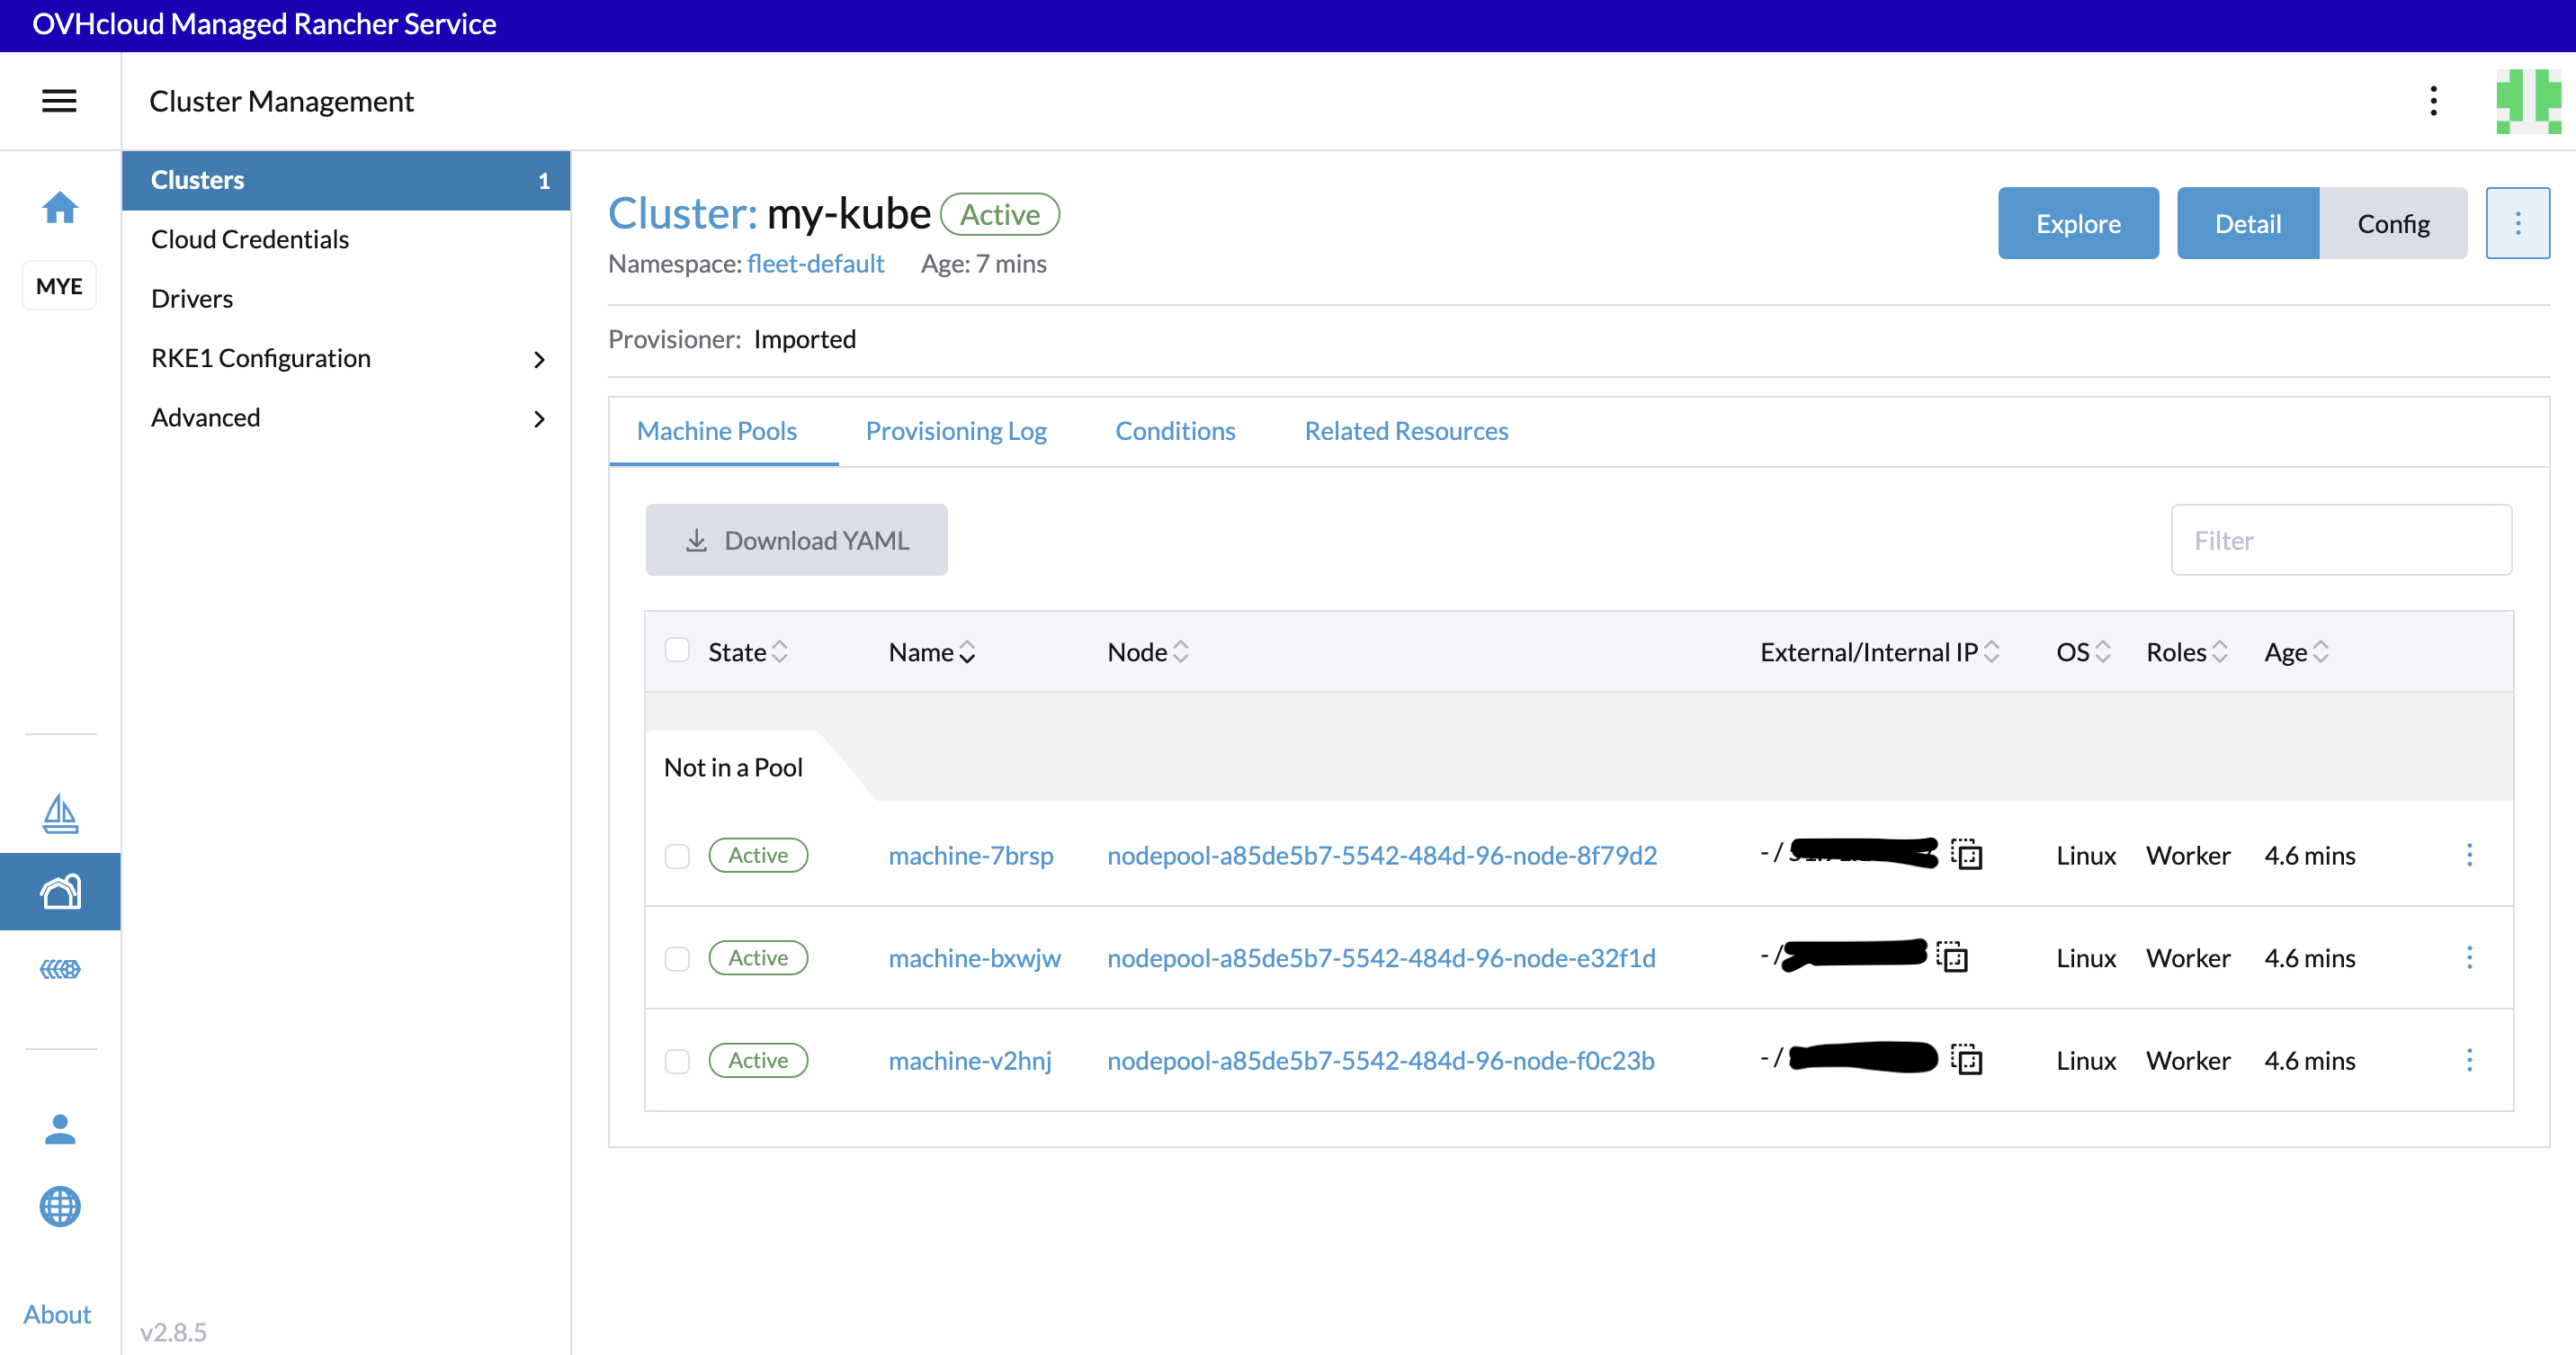 OVHcloud Managed Rancher Service
Cluster Management
MYE
Clusters 1
Cloud Credentials
Drivers
RKE1 Configuration
Advanced
About
v2.8.5
Cluster: my-kube Active
Namespace: fleet-default Age: 7 mins
Explore Detail Config
Provisioner: Imported
Machine Pools Provisioning Log Conditions Related Resources
Download YAML Filter
State Name Node External/Internal IP OS Roles Age
Not in a Pool
Active machine-7brsp nodepool-a85de5b7-5542-484d-96-node-8f79d2 - / Linux Worker 4.6 mins
Active machine-bxwjw nodepool-a85de5b7-5542-484d-96-node-e32f1d - / Linux Worker 4.6 mins
Active machine-v2hnj nodepool-a85de5b7-5542-484d-96-node-f0c23b - / Linux Worker 4.6 mins